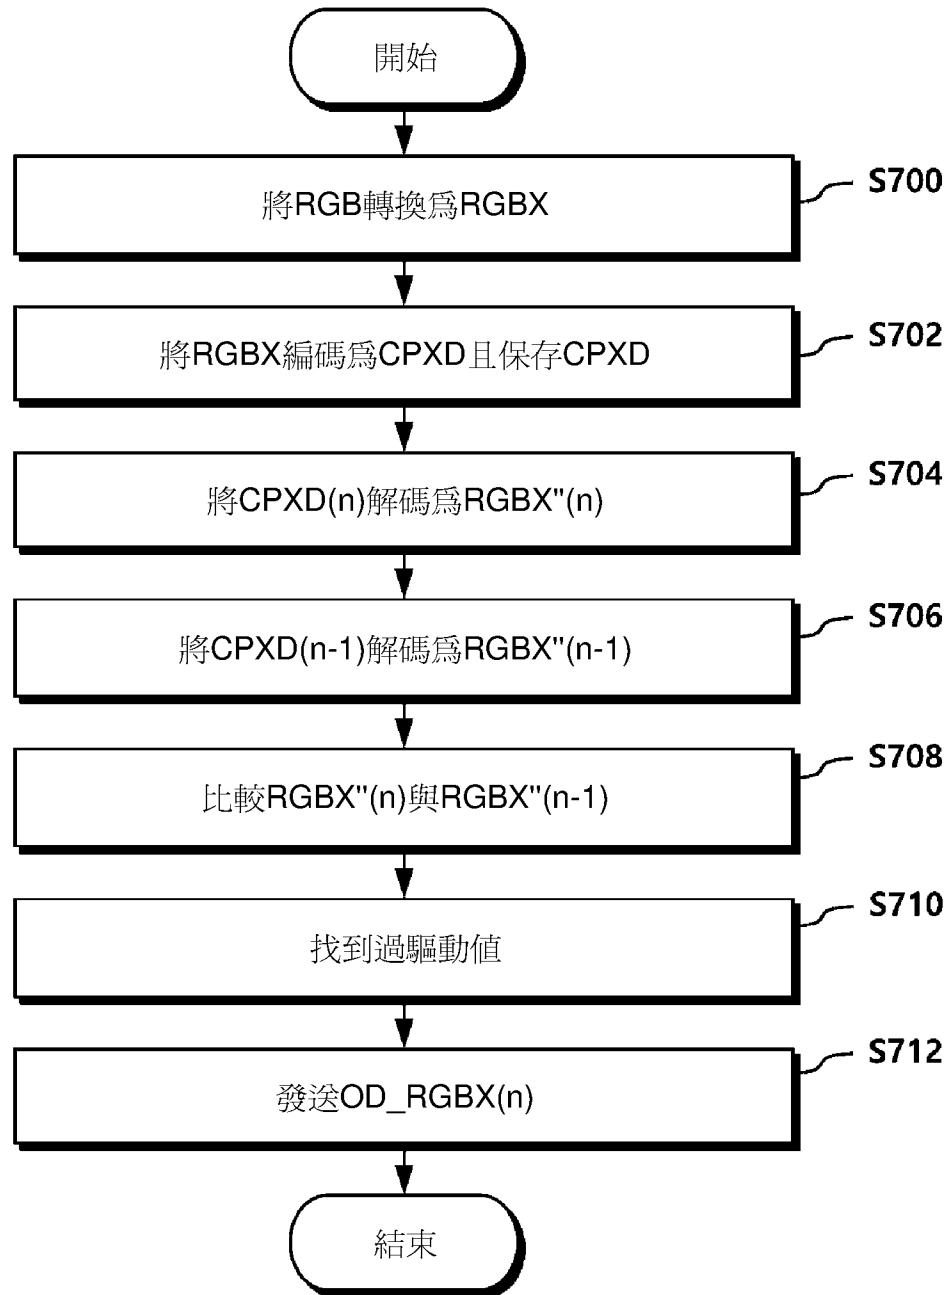 開始
將RGB轉換爲RGBX
S700
將RGBX編碼爲CPXD且保存CPXD
S702
將CPXD(n)解碼爲RGBX"(n)
S704
將CPXD(n-1)解碼爲RGBX"(n-1)
S706
比較RGBX"(n)與RGBX"(n-1)
S708
找到過驅動値
S710
發送OD_RGBX(n)
S712
結束